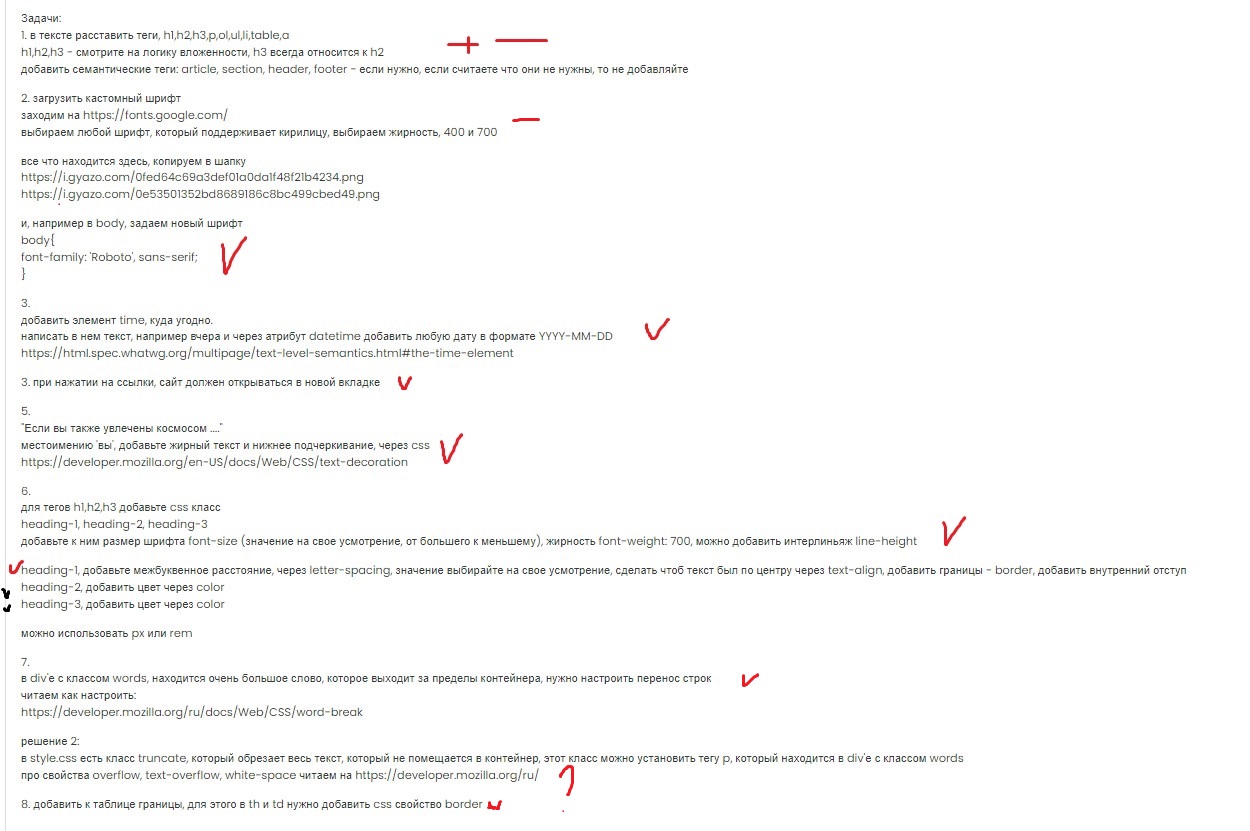 Задачи:
1. в тексте расставить теги, h1,h2,h3,p,ol,ul,li,table,a
h1,h2,h3 - смотрите на логику вложенности, h3 всегда относится к h2
добавить семантические теги: article, section, header, footer - если нужно, если считаете что они не нужны, то не добавляйте
2. загрузить кастомный шрифт
заходим на https://fonts.google.com/
выбираем любой шрифт, который поддерживает кирилицу, выбираем жирность, 400 и 700
все что находится здесь, копируем в шапку
https://i.gyazo.com/0fed64c69a3def01a0da1f48f21b4234.png
https://i.gyazo.com/0e53501352bd8689186c8bc499cbed49.png
и, например в body, задаем новый шрифт
body{
font-family: 'Roboto', sans-serif;
}
3.
добавить элемент time, куда угодно.
написать в нем текст, например вчера и через атрибут datetime добавить любую дату в формате YYYY-MM-DD
https://html.spec.whatwg.org/multipage/text-level-semantics.html#the-time-element
3. при нажатии на ссылки, сайт должен открываться в новой вкладке
5.
"Если вы также увлечены космосом ...."
местоимению 'вы', добавьте жирный текст и нижнее подчеркивание, через css
https://developer.mozilla.org/en-US/docs/Web/CSS/text-decoration
6.
для тегов h1,h2,h3 добавьте css класс
heading-1, heading-2, heading-3
добавьте к ним размер шрифта font-size (значение на свое усмотрение, от большего к меньшему), жирность font-weight: 700, можно добавить интерлиньяж line-height
heading-1, добавьте межбуквенное расстояние, через letter-spacing, значение выбирайте на свое усмотрение, сделать чтоб текст был по центру через text-align, добавить границы - border, добавить внутренний отступ
heading-2, добавить цвет через color
heading-3, добавить цвет через color
можно использовать px или rem
7.
в div'e с классом words, находится очень большое слово, которое выходит за пределы контейнера, нужно настроить перенос строк
читаем как настроить:
https://developer.mozilla.org/ru/docs/Web/CSS/word-break
решение 2:
в style.css есть класс truncate, который обрезает весь текст, который не помещается в контейнер, этот класс можно установить тегу p, который находится в div'e с классом words
про свойства overflow, text-overflow, white-space читаем на https://developer.mozilla.org/ru/
8. добавить к таблице границы, для этого в th и td нужно добавить css свойство border